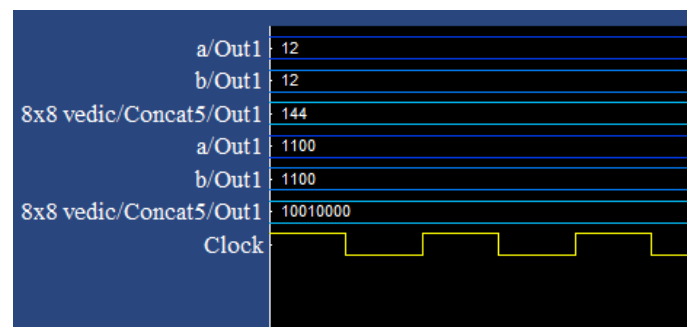 a/Out1 12
b/Out1 12
8x8 vedic/Concat5/Out1 144
a/Out1 1100
b/Out1 1100
8x8 vedic/Concat5/Out1 10010000
Clock